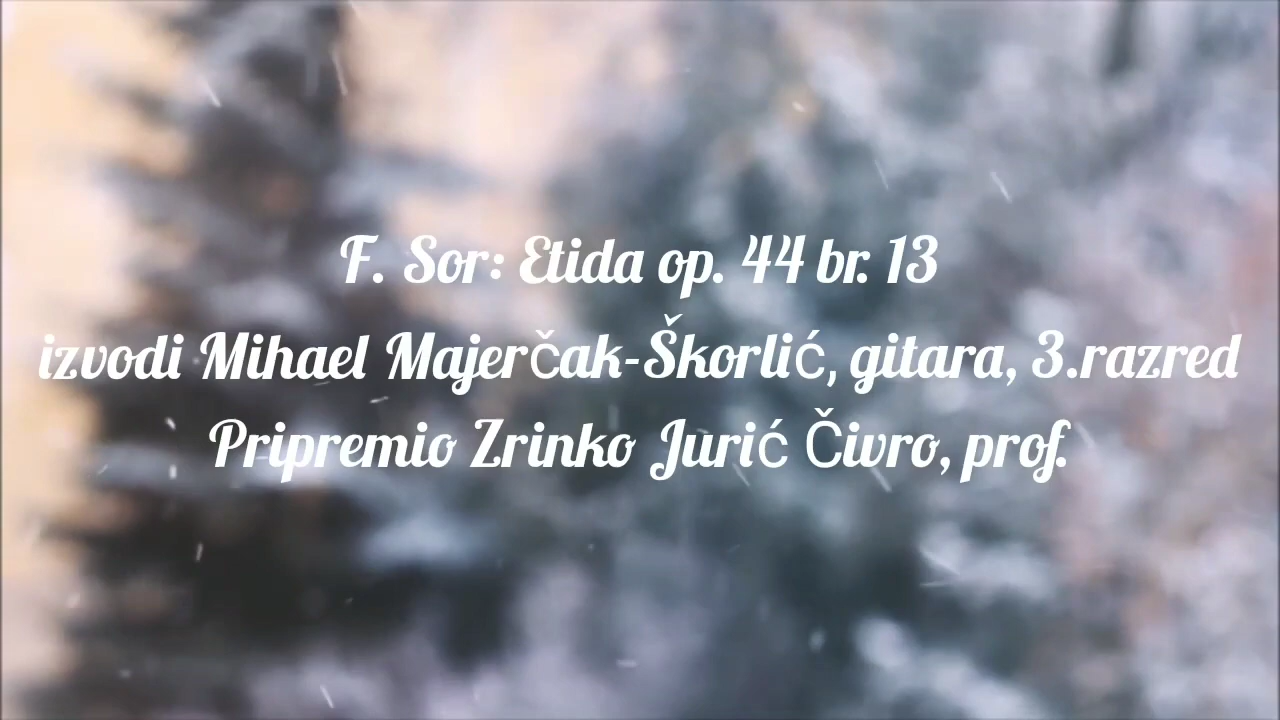 F. Sor: Etida op. 44 br. 13
izvodi Mihael MajerČak-Škorlić, gitara, 3.razred
Pripremio Zrinko Jurić Čivro, prof.